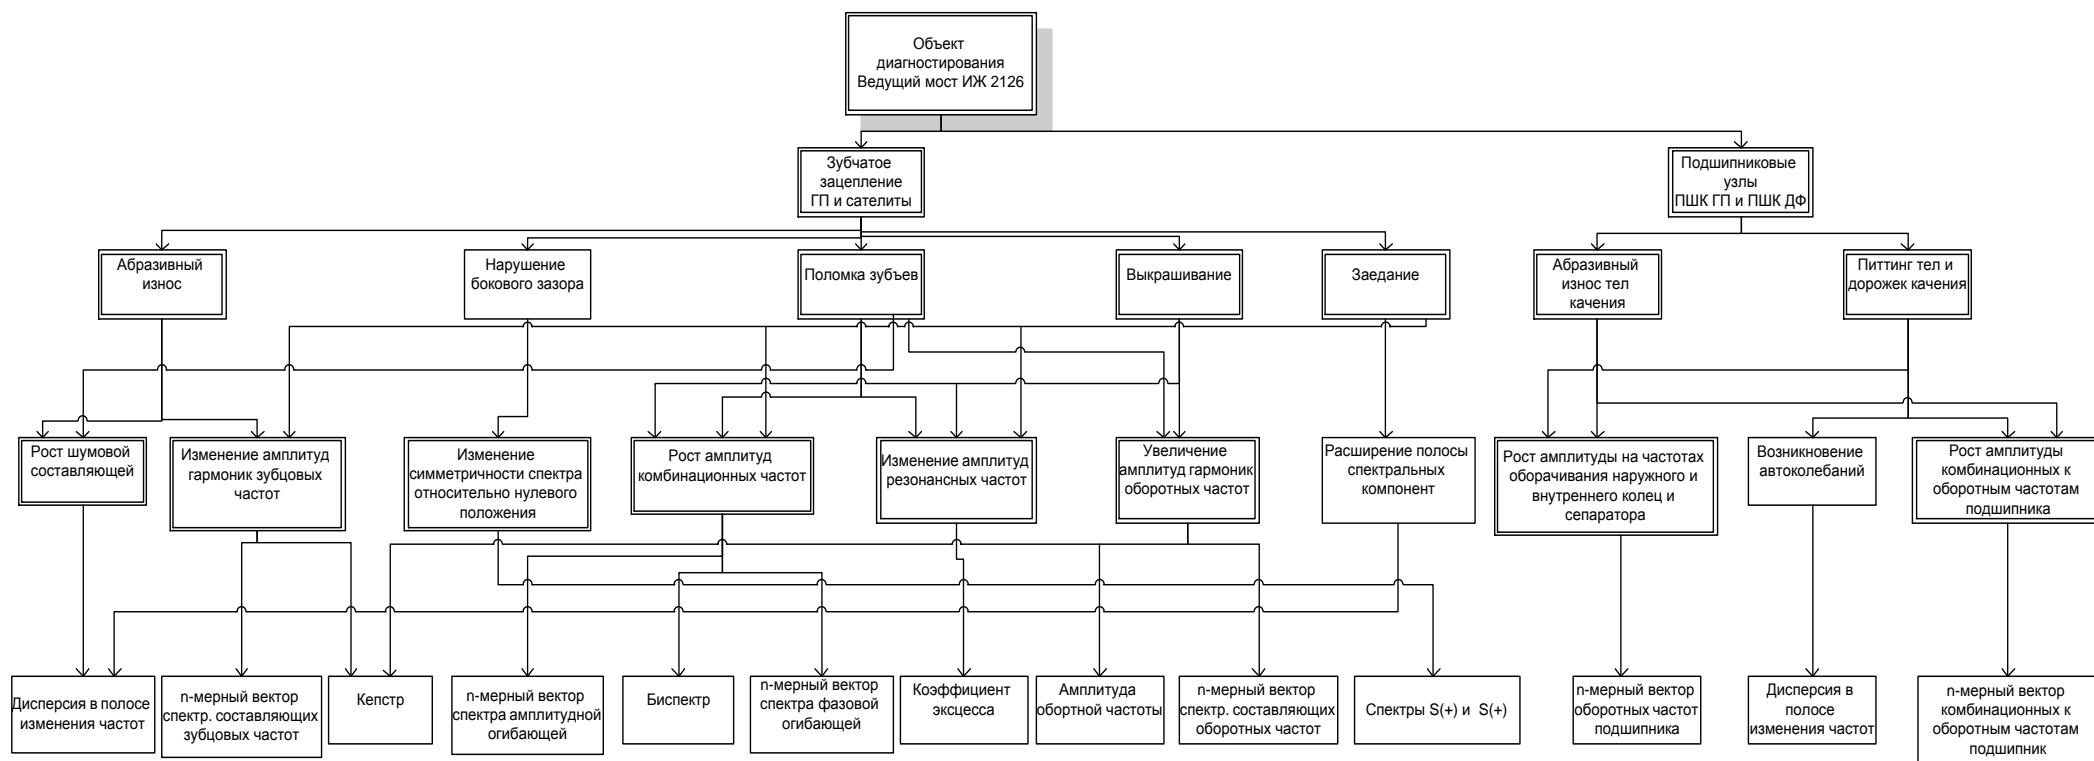 Объект
диагностирования
Ведущий мост ИЖ 2126
Зубчатое
зацепление
ГП и сателиты
Подшипниковые
узлы
ПШК ГП и ПШК ДФ
Абразивный
износ
Нарушение
бокового зазора
Поломка зубъев
Выкрашивание
Заедание
Абразивный
износ тел
качения
Питтинг тел и
дорожек качения
Рост шумовой
составляющей
Изменение амплитуд
гармоник зубцовых
частот
Изменение
симметричности спектра
относительно нулевого
положения
Рост амплитуд
комбинационных частот
Изменение амплитуд
резонансных частот
Увеличение
амплитуд гармоник
оборотных частот
Расширение полосы
спектральных
компонент
Рост амплитуды на частотах
оборачивания наружного и
внутреннего колец и
сепаратора
Возникновение
автоколебаний
Рост амплитуды
комбинационных к
оборотным частотам
подшипника
Дисперсия в полосе
изменения частот
n-мерный вектор
спектр. составляющих
зубцовых частот
Кепстр
n-мерный вектор
спектра амплитудной
огибающей
Биспектр
n-мерный вектор
спектра фазовой
огибающей
Коэффициент
эксцесса
Амплитуда
обортной частоты
n-мерный вектор
спектр. составляющих
оборотных частот
Спектры S(+) и S(+)
n-мерный вектор
оборотных частот
подшипника
Дисперсия в
полосе
изменения частот
n-мерный вектор
комбинационных к
оборотным частотам
подшипник